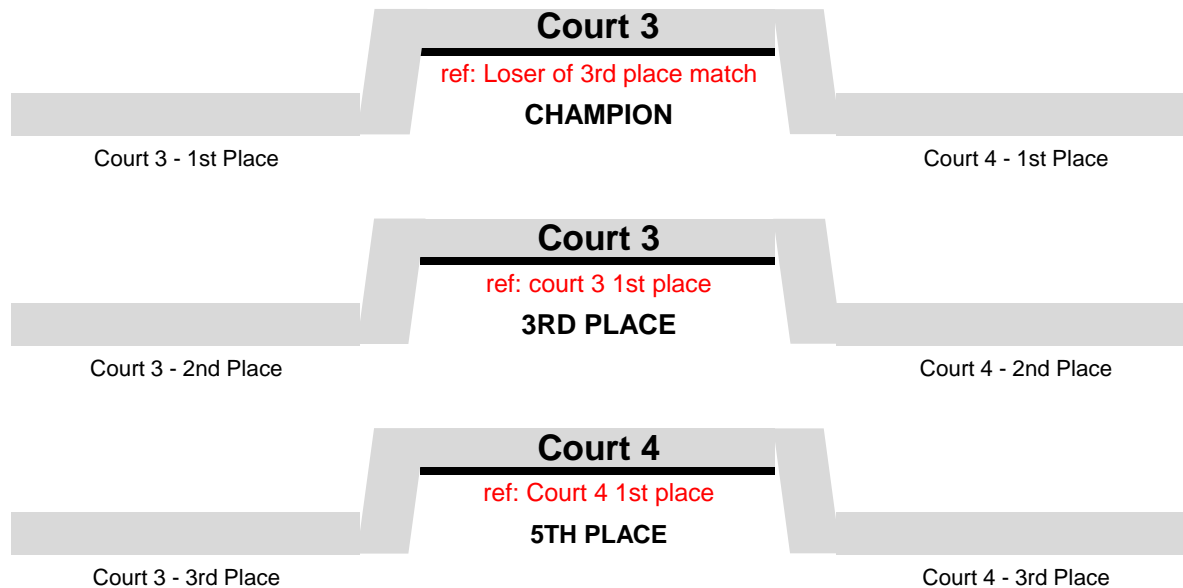 Court 3
ref: Loser of 3rd place match
CHAMPION
Court 3 - 1st Place
Court 4 - 1st Place
Court 3
ref: court 3 1st place
3RD PLACE
Court 3 - 2nd Place
Court 4 - 2nd Place
Court 4
ref: Court 4 1st place
5TH PLACE
Court 3 - 3rd Place
Court 4 - 3rd Place